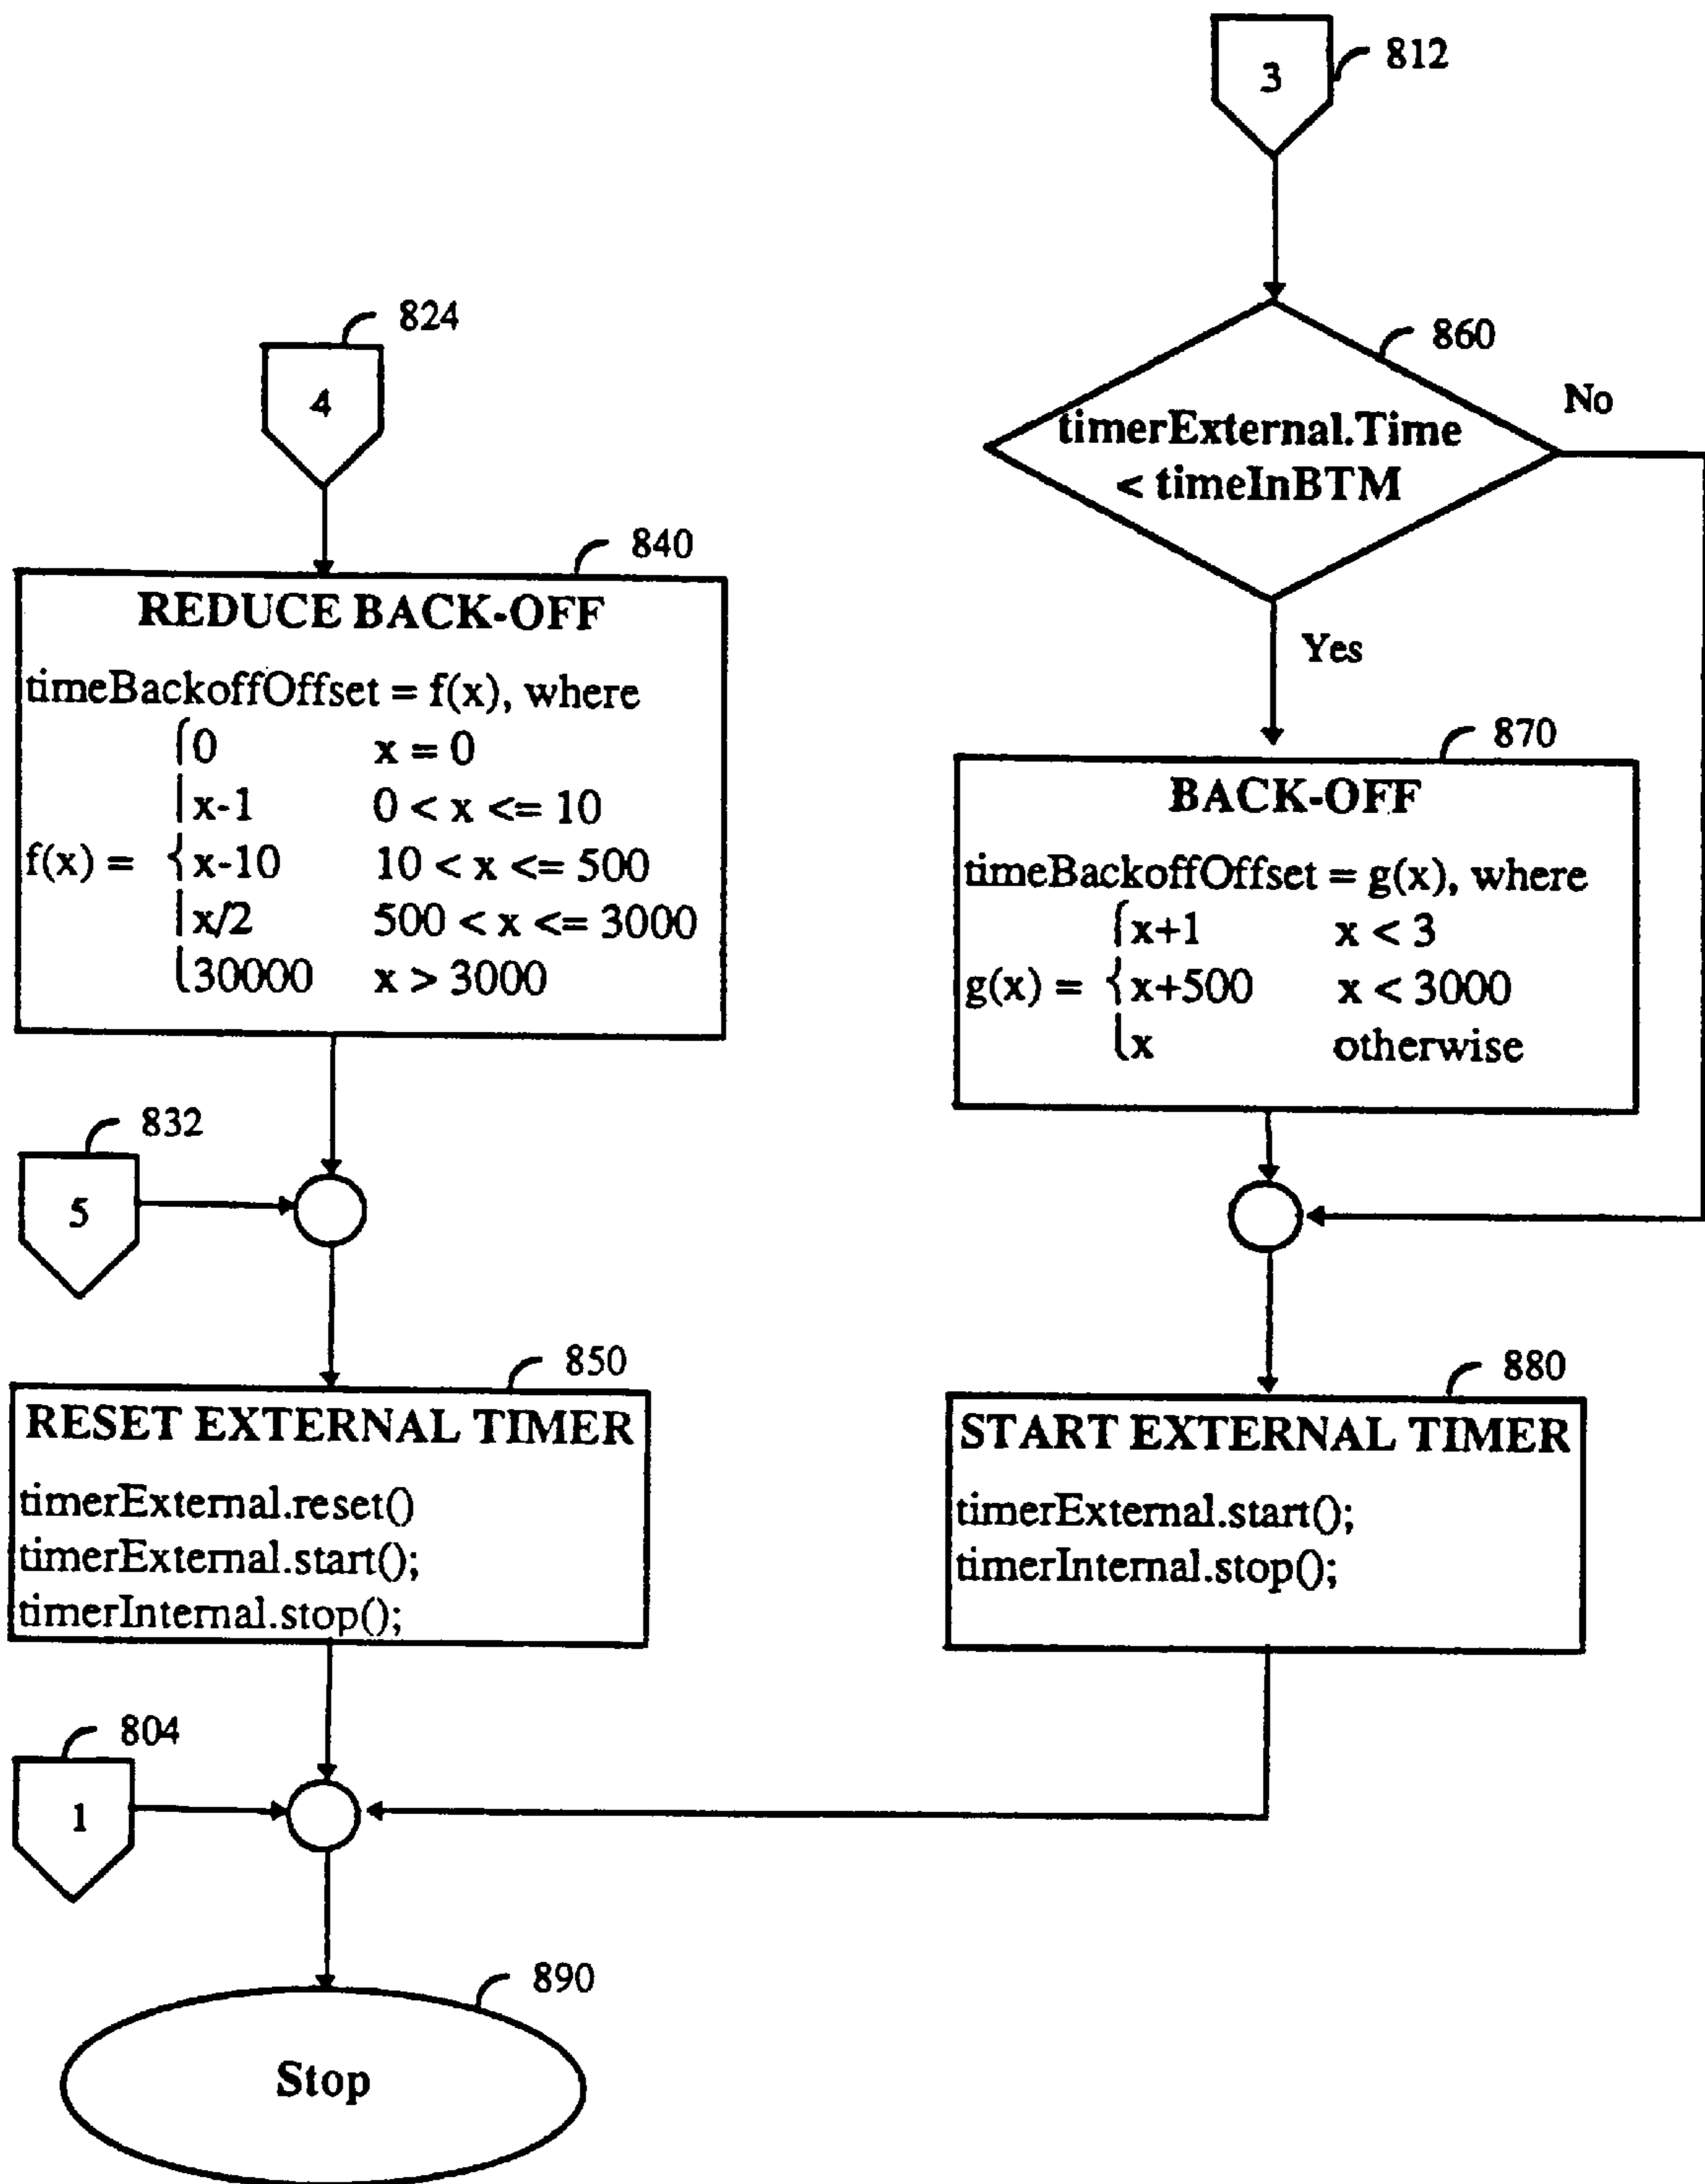 3
812
824
4
860
timerExternal.Time
< timeInBTM
No
Yes
840
REDUCE BACK-OFF
timeBackoffOffset = f(x), where
0 x = 0
x-1 0 < x <= 10
f(x) = x-10 10 < x <= 500
x/2 500 < x <= 3000
30000 x > 3000
870
BACK-OFF
timeBackoffOffset = g(x), where
x+1 x < 3
g(x) = x+500 x < 3000
x otherwise
832
5
850
RESET EXTERNAL TIMER
timerExternal.reset()
timerExternal.start();
timerInternal.stop();
880
START EXTERNAL TIMER
timerExternal.start();
timerInternal.stop();
804
1
890
Stop